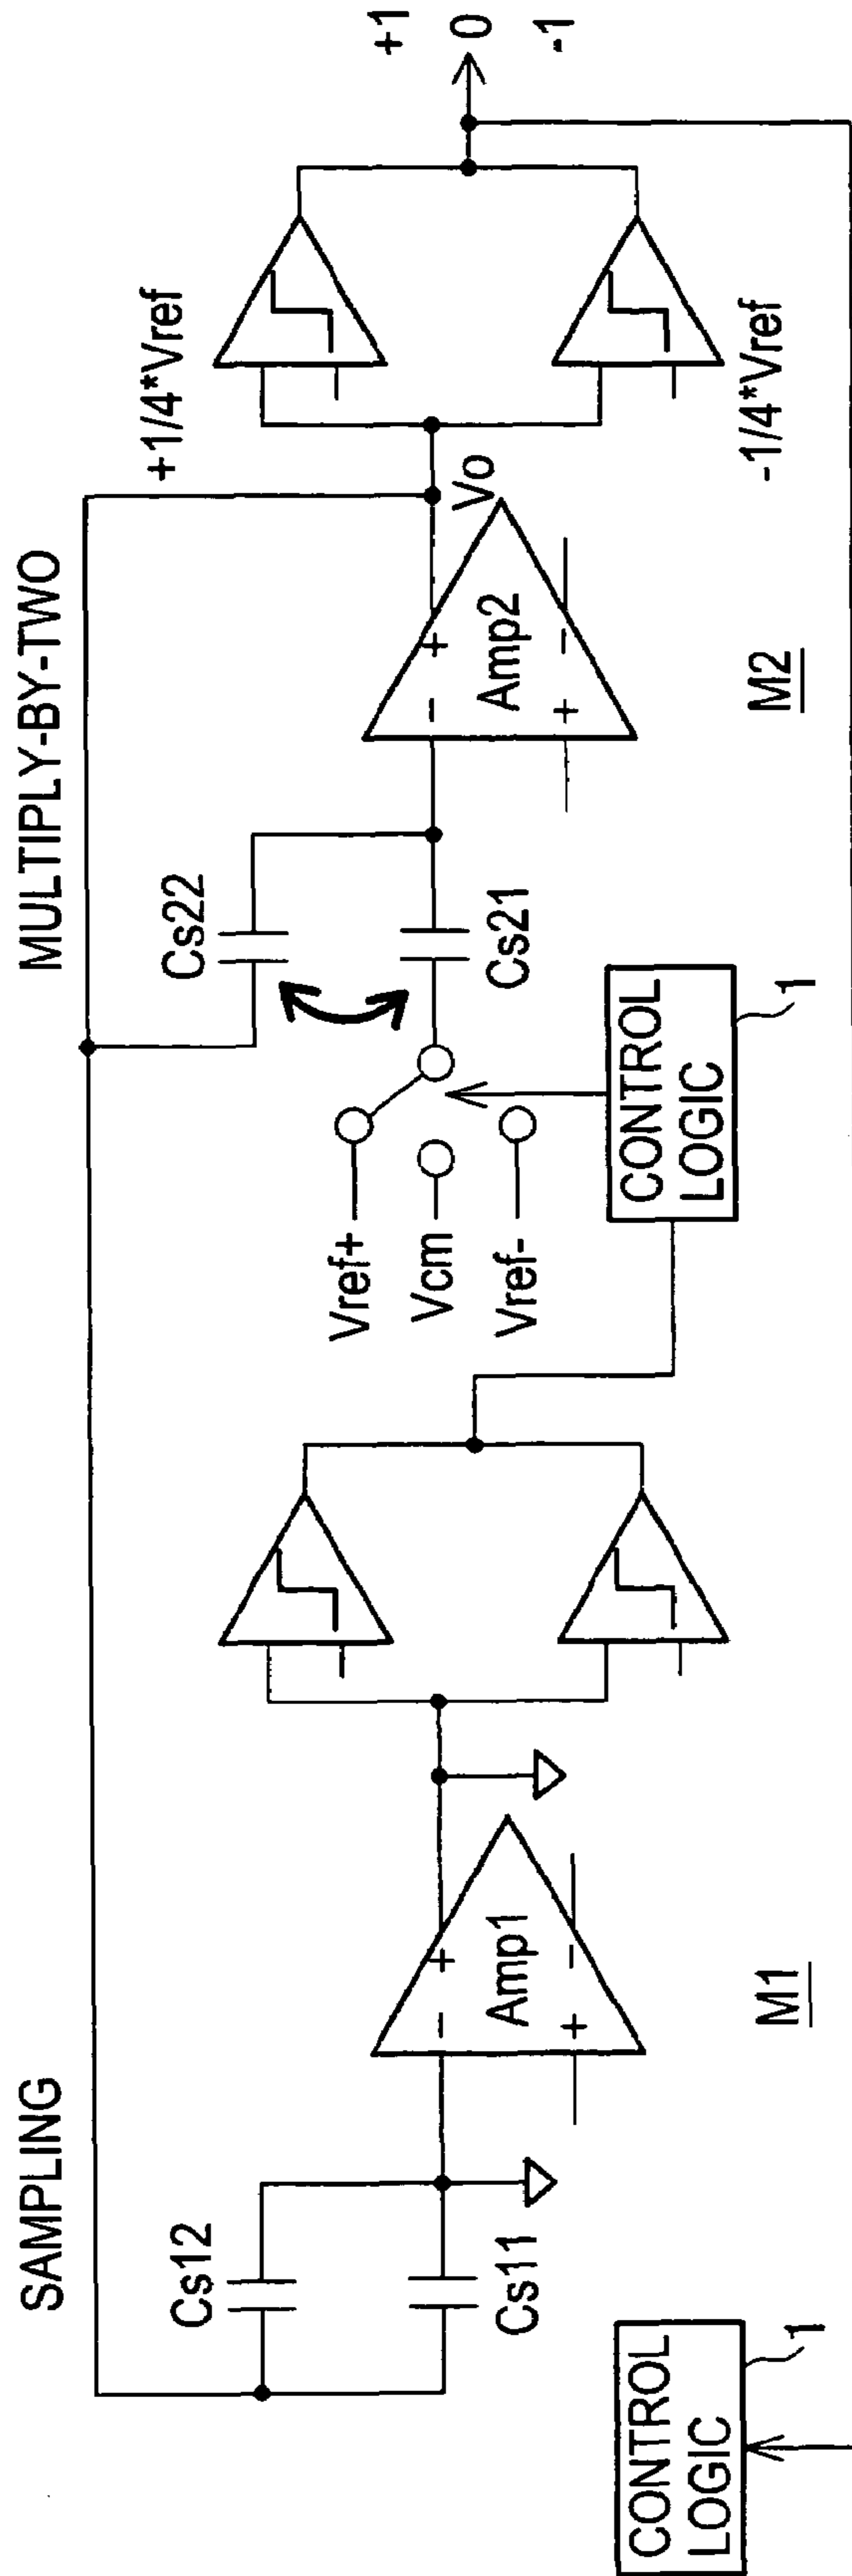 SAMPLING
MULTIPLY-BY-TWO
Cs12
Cs11
Amp1
-
+
+
-
M1
CONTROL
LOGIC
1
Vref+
Vcm
Vref-
CONTROL
LOGIC
1
Cs22
Cs21
Amp2
-
+
+
-
M2
Vo
+1/4*Vref
-1/4*Vref
+1
0
-1